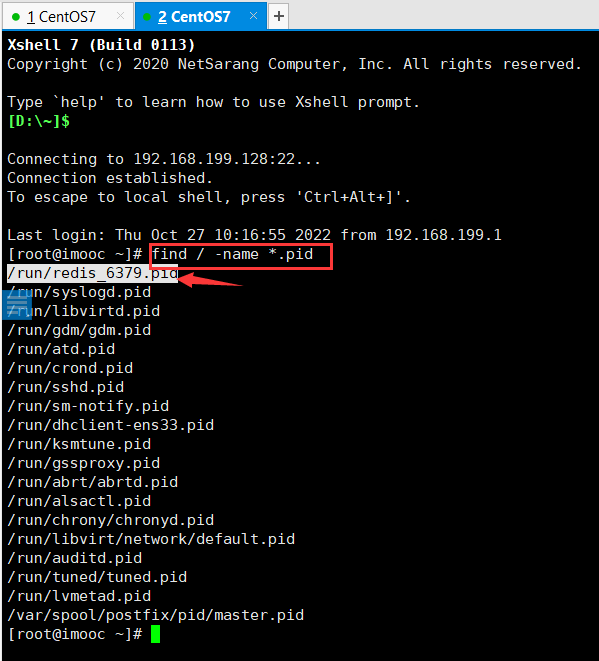 1 CentOS7 × 2 CentOS7 × +
Xshell 7 (Build 0113)
Copyright (c) 2020 NetSarang Computer, Inc. All rights reserved.
Type `help' to learn how to use Xshell prompt.
[D:\~]$
Connecting to 192.168.199.128:22...
Connection established.
To escape to local shell, press 'Ctrl+Alt+]'.
Last login: Thu Oct 27 10:16:55 2022 from 192.168.199.1
[root@imooc ~]# find / -name *.pid
/run/redis_6379.pid
/run/syslogd.pid
/run/libvirtd.pid
/run/gdm/gdm.pid
/run/atd.pid
/run/crond.pid
/run/sshd.pid
/run/sm-notify.pid
/run/dhclient-ens33.pid
/run/ksmtune.pid
/run/gssproxy.pid
/run/abrt/abrtd.pid
/run/alsactl.pid
/run/chrony/chronyd.pid
/run/libvirt/network/default.pid
/run/auditd.pid
/run/tuned/tuned.pid
/run/lvmetad.pid
/var/spool/postfix/pid/master.pid
[root@imooc ~]#